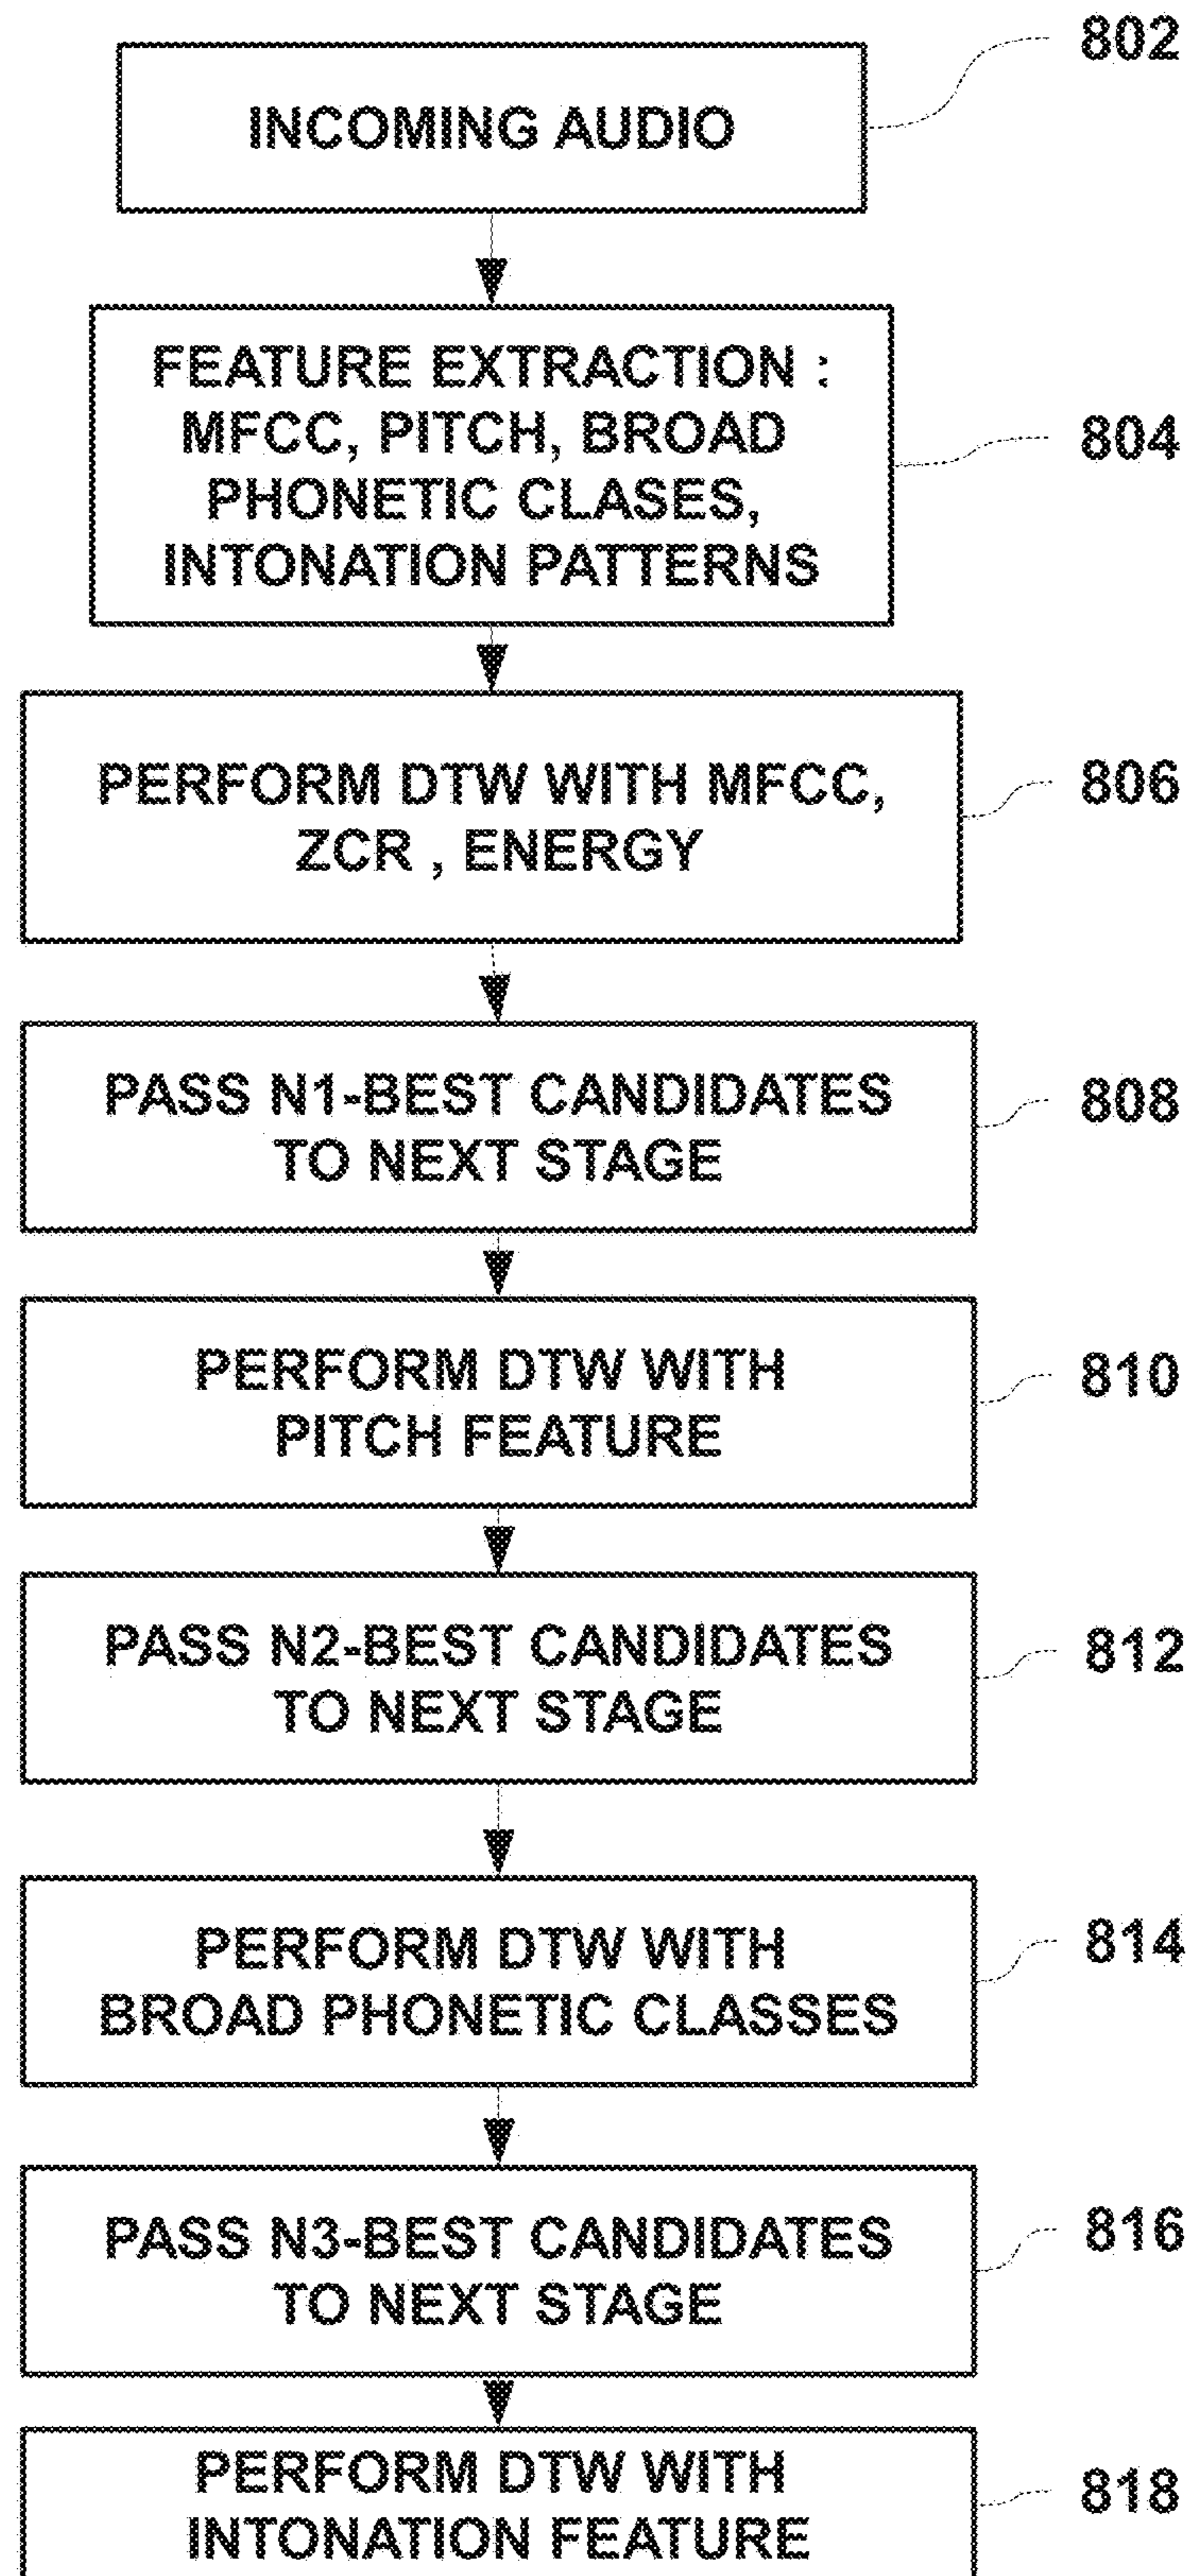 802
INCOMING AUDIO
FEATURE EXTRACTION :
MFCC, PITCH, BROAD
PHONETIC CLASES,
INTONATION PATTERNS
804
PERFORM DTW WITH MFCC,
ZCR , ENERGY
806
PASS N1-BEST CANDIDATES
TO NEXT STAGE
808
PERFORM DTW WITH
PITCH FEATURE
810
PASS N2-BEST CANDIDATES
TO NEXT STAGE
812
PERFORM DTW WITH
BROAD PHONETIC CLASSES
814
PASS N3-BEST CANDIDATES
TO NEXT STAGE
816
PERFORM DTW WITH
INTONATION FEATURE
818